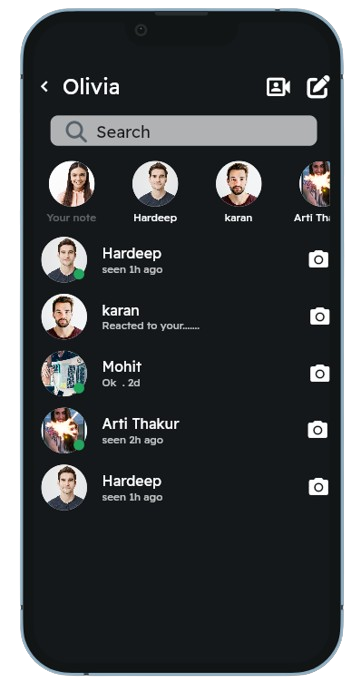 Olivia
Search
Your note
Hardeep
karan
Arti Tha
Hardeep
seen 1h ago
karan
Reacted to your.......
Mohit
Ok . 2d
Arti Thakur
seen 2h ago
Hardeep
seen 1h ago